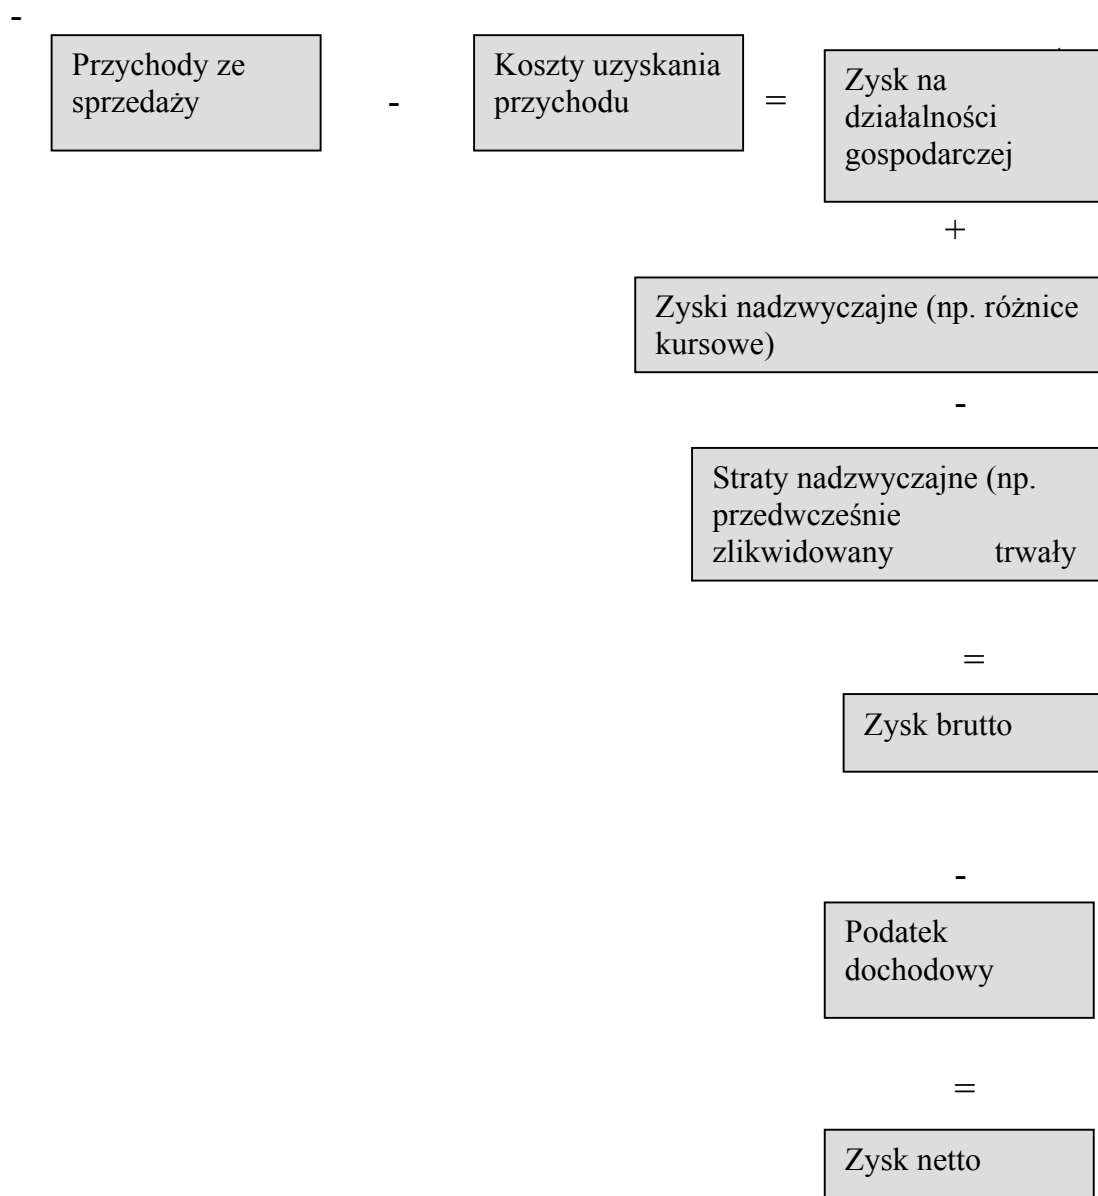 -
Przychody ze
sprzedaży
-
Koszty uzyskania
przychodu
=
Zysk na
działalności
gospodarczej
+
Zyski nadzwyczajne (np. różnice
kursowe)
-
Straty nadzwyczajne (np.
przedwcześnie
zlikwidowany trwały
=
Zysk brutto
-
Podatek
dochodowy
=
Zysk netto